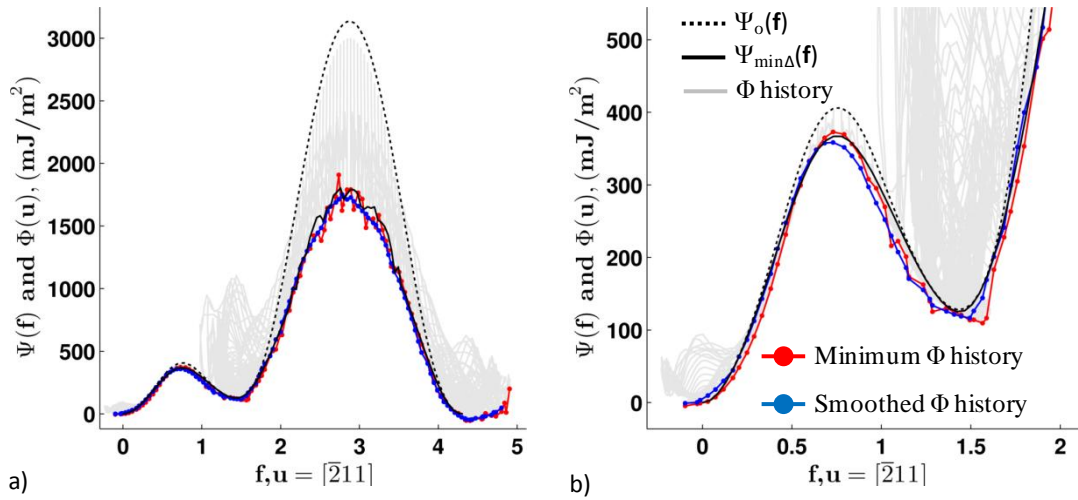 3000
2500
2000
1500
1000
500
0
0 1 2 3 4 5
Ψ(f) and Φ(u), (mJ/m²)
f,u = [2̅11]
a)
500
400
300
200
100
0
0 0.5 1 1.5 2
Ψ(f) and Φ(u), (mJ/m²)
f,u = [2̅11]
b)
Ψo(f)
ΨminΔ(f)
Φ history
Minimum Φ history
Smoothed Φ history